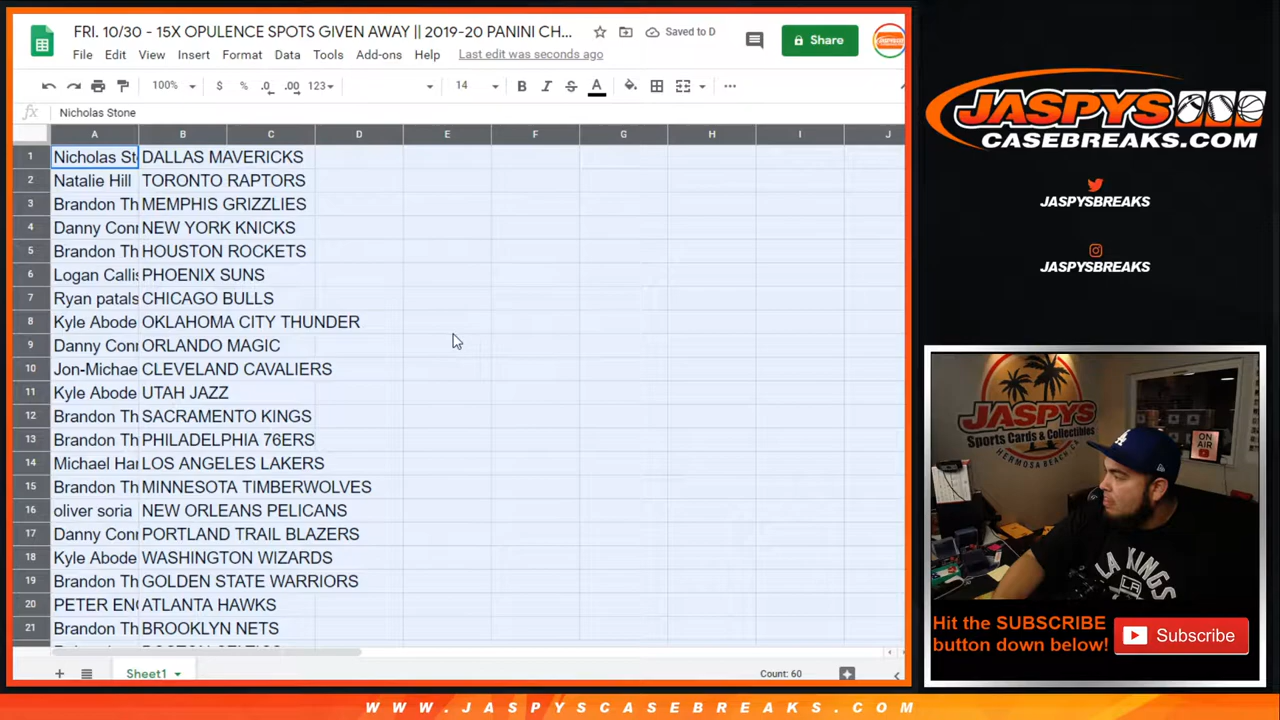 FRI. 10/30 - 15X OPULENCE SPOTS GIVEN AWAY || 2019-20 PANINI CH...
Saved to D
File Edit View Insert Format Data Tools Add-ons Help Last edit was seconds ago
Share
100% $ % .0 .00 123 14 B I S A
fx Nicholas Stone
A B C D E F G H I J
1 Nicholas St DALLAS MAVERICKS
2 Natalie Hill TORONTO RAPTORS
3 Brandon Th MEMPHIS GRIZZLIES
4 Danny Conn NEW YORK KNICKS
5 Brandon Th HOUSTON ROCKETS
6 Logan Callis PHOENIX SUNS
7 Ryan patals CHICAGO BULLS
8 Kyle Abode OKLAHOMA CITY THUNDER
9 Danny Conn ORLANDO MAGIC
10 Jon-Michae CLEVELAND CAVALIERS
11 Kyle Abode UTAH JAZZ
12 Brandon Th SACRAMENTO KINGS
13 Brandon Th PHILADELPHIA 76ERS
14 Michael Har LOS ANGELES LAKERS
15 Brandon Th MINNESOTA TIMBERWOLVES
16 oliver soria NEW ORLEANS PELICANS
17 Danny Conn PORTLAND TRAIL BLAZERS
18 Kyle Abode WASHINGTON WIZARDS
19 Brandon Th GOLDEN STATE WARRIORS
20 PETER ENG ATLANTA HAWKS
21 Brandon Th BROOKLYN NETS
Sheet1
Count: 60
JASPYS
CASEBREAKS.COM
JASPYSBREAKS
JASPYSBREAKS
JASPYS
Sports Cards & Collectibles
HERMOSA BEACH, CA
ON AIR
LA
LA KINGS
Hit the SUBSCRIBE
button down below!
Subscribe
WWW.JASPYSCASEBREAKS.COM